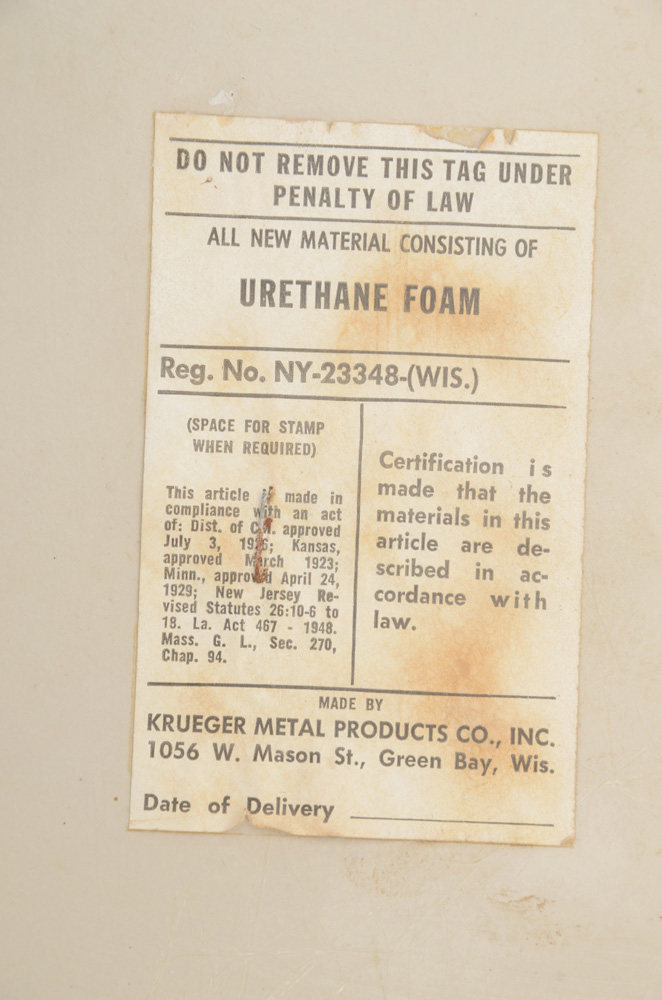 DO NOT REMOVE THIS TAG UNDER
PENALTY OF LAW
ALL NEW MATERIAL CONSISTING OF
URETHANE FOAM
Reg. No. NY-23348-(WIS.)
(SPACE FOR STAMP
WHEN REQUIRED)
This article is made in
compliance with an act
of: Dist. of approved
July 3, Kansas,
approved March 1923;
Minn., approved April 24,
1929; New Jersey Re-
vised Statutes 26:10-6 to
18. La. Act 467 - 1948.
Mass. G. L., Sec. 270,
Chap. 94.
Certification is
made that the
materials in this
article are de-
scribed in ac-
cordance with
law.
MADE BY
KRUEGER METAL PRODUCTS CO., INC.
1056 W. Mason St., Green Bay, Wis.
Date of Delivery